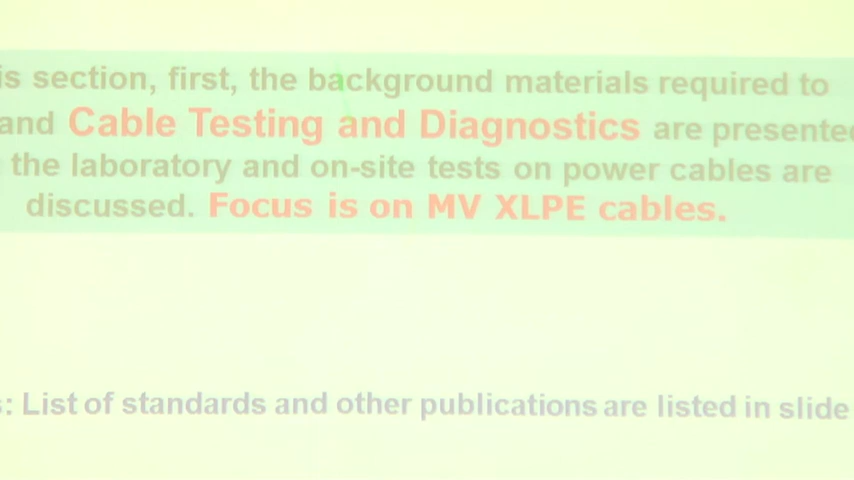 is section, first, the background materials required to
and Cable Testing and Diagnostics are presented
the laboratory and on-site tests on power cables are
discussed. Focus is on MV XLPE cables.
s: List of standards and other publications are listed in slide